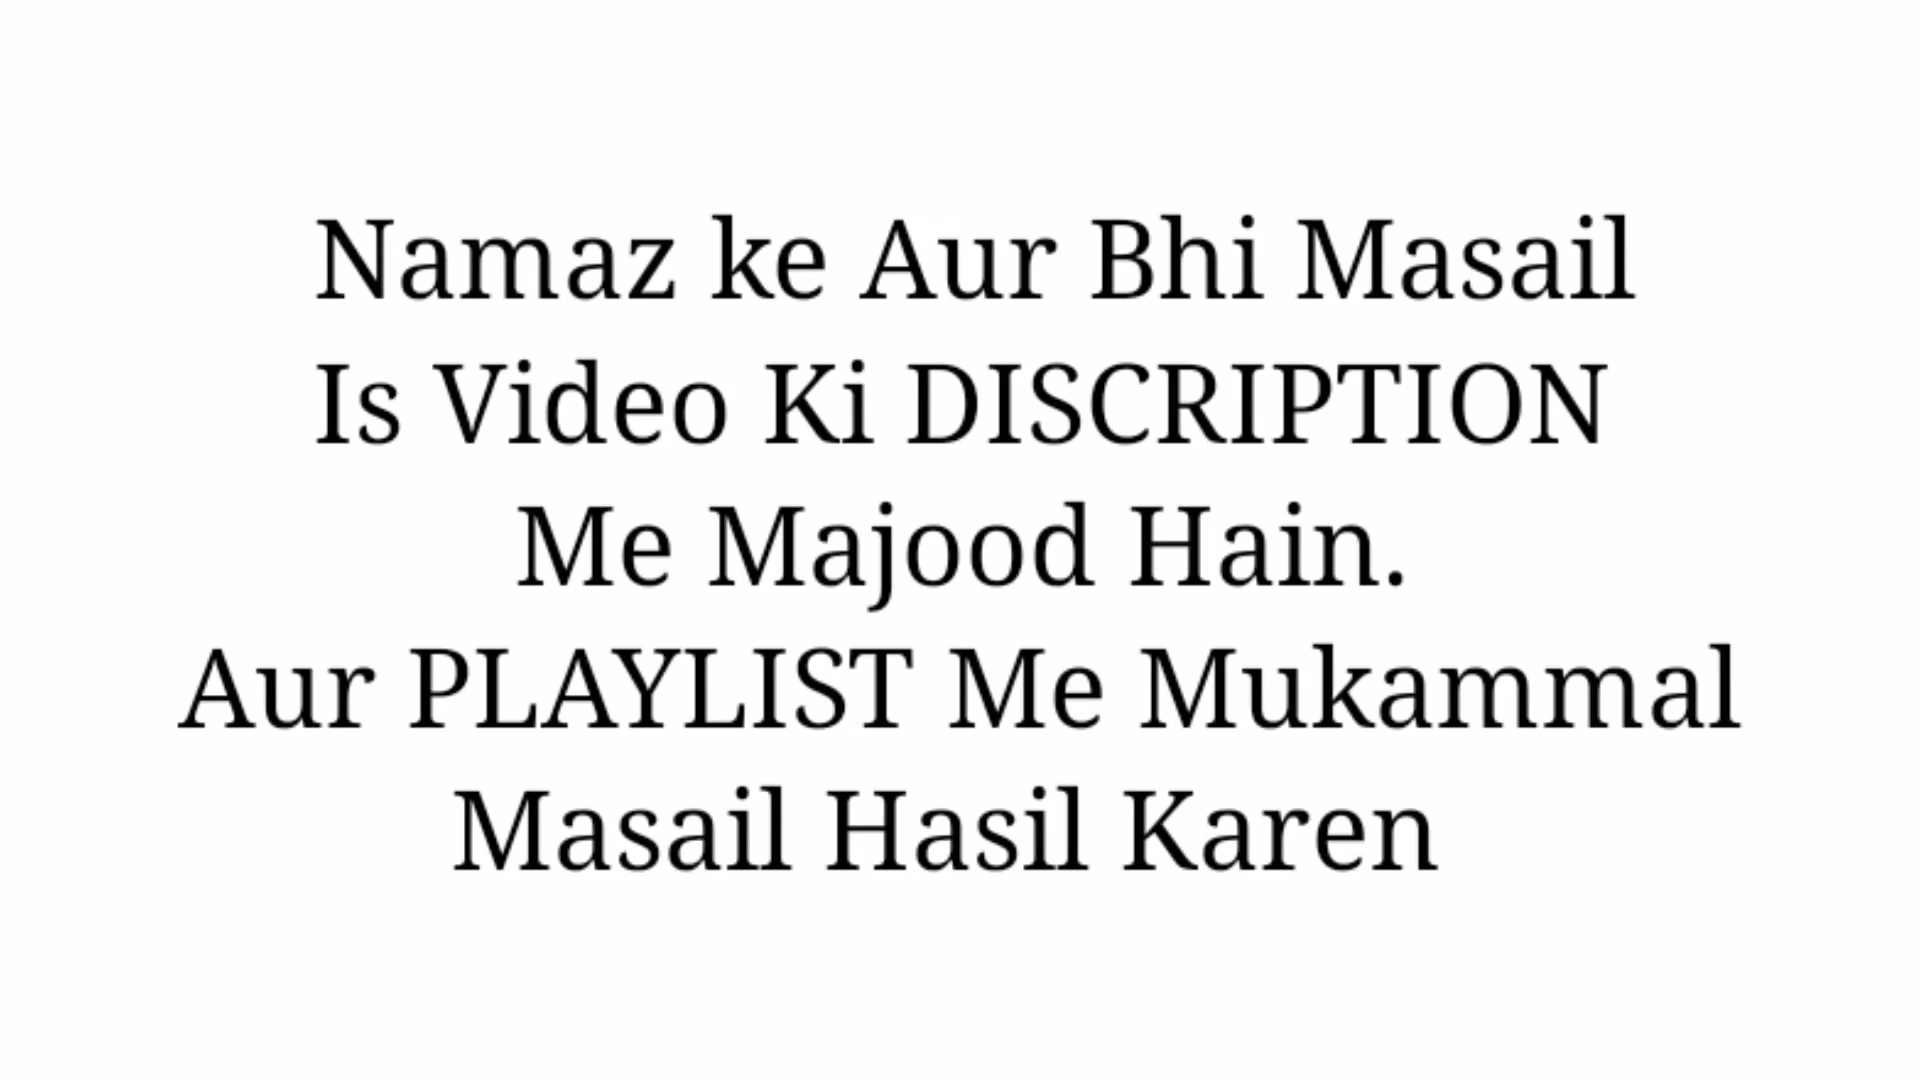 Namaz ke Aur Bhi Masail
Is Video Ki DISCRIPTION
Me Majood Hain.
Aur PLAYLIST Me Mukammal
Masail Hasil Karen